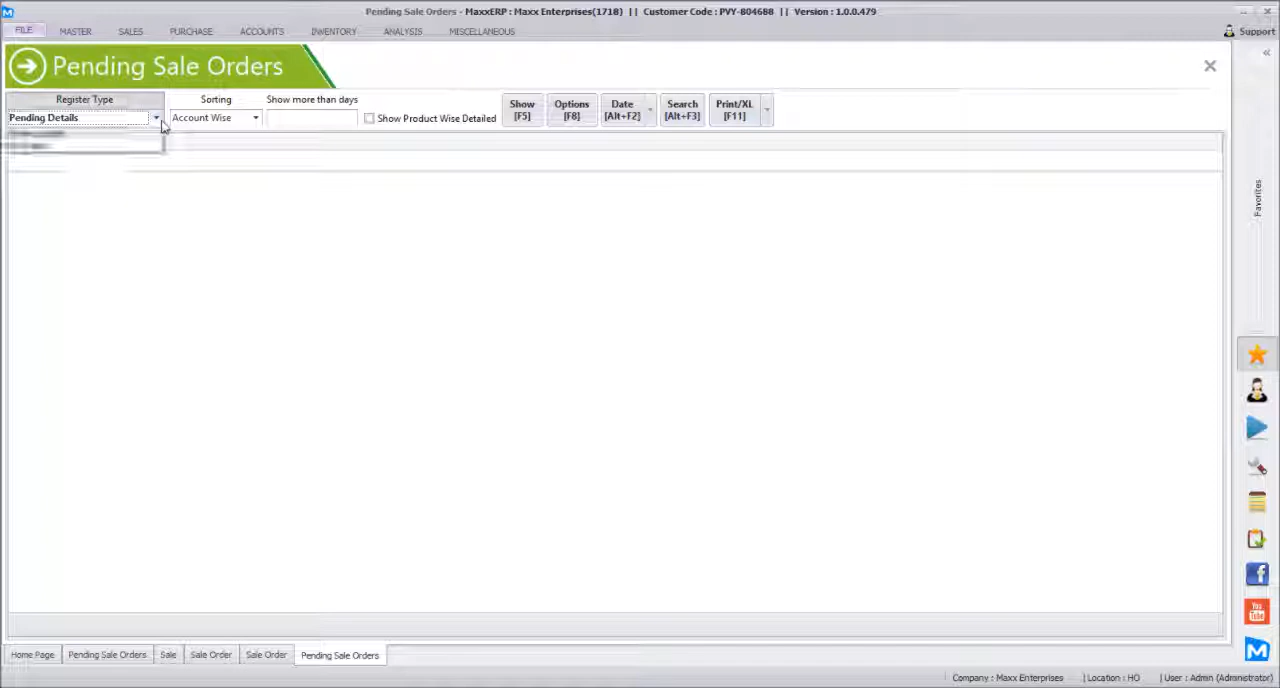 Pending Sale Orders - MaxxERP : Maxx Enterprises(1718) || Customer Code : PVY-804688 || Version : 1.0.0.479
FILE MASTER SALES PURCHASE ACCOUNTS INVENTORY ANALYSIS MISCELLANEOUS Support
Pending Sale Orders
Register Type Sorting Show more than days
Pending Details Account Wise Show Product Wise Detailed
Show [F5]
Options [F8]
Date [Alt+F2]
Search [Alt+F3]
Print/XL [F11]
Favorites
You Tube
Home Page Pending Sale Orders Sale Sale Order Sale Order Pending Sale Orders
Company : Maxx Enterprises | Location : HO | User : Admin (Administrator)